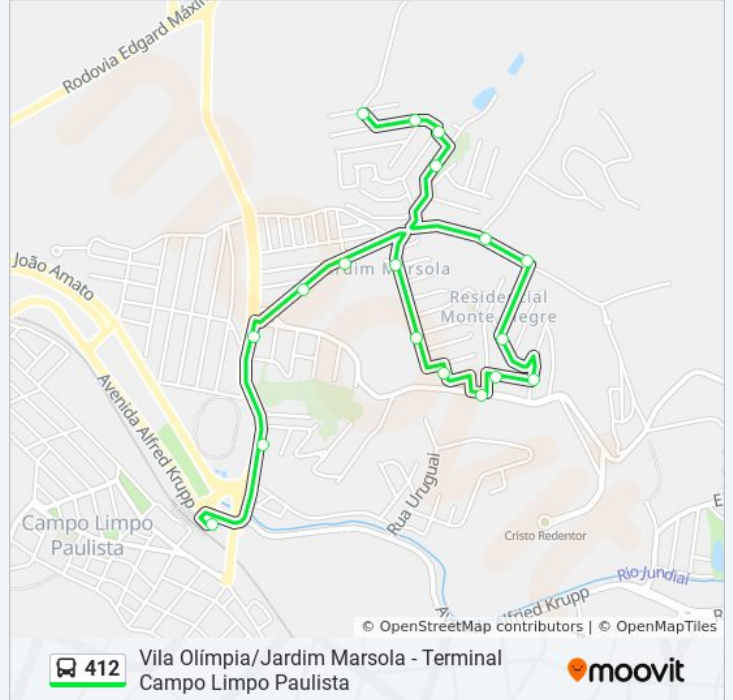 Rodovia Edgard Máxim
João Amato
Jardim Marsola
Residencial
Monte Alegre
Avenida Alfred Krupp
Rua Uruguai
Campo Limpo
Paulista
Cristo Redentor
Rio Jundiaí
Alfried Krupp
© OpenStreetMap contributors | © OpenMapTiles
412
Vila Olímpia/Jardim Marsola - Terminal
Campo Limpo Paulista
moovit